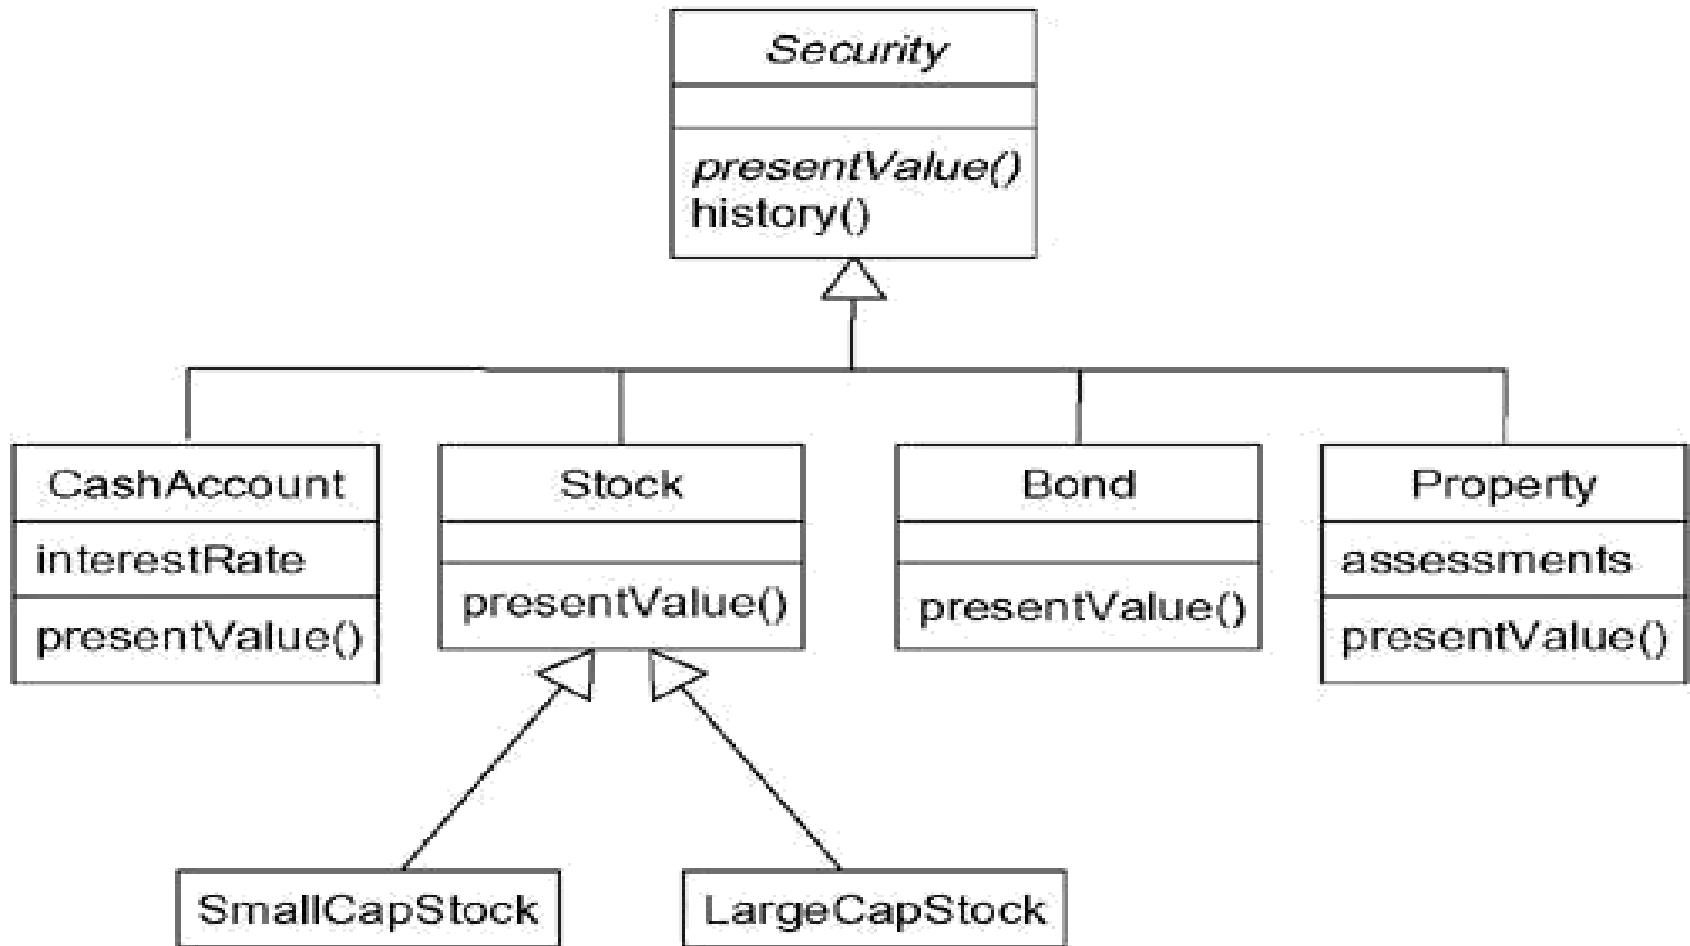 Security
presentValue()
history()
CashAccount
interestRate
presentValue()
Stock
presentValue()
Bond
presentValue()
Property
assessments
presentValue()
SmallCapStock
LargeCapStock